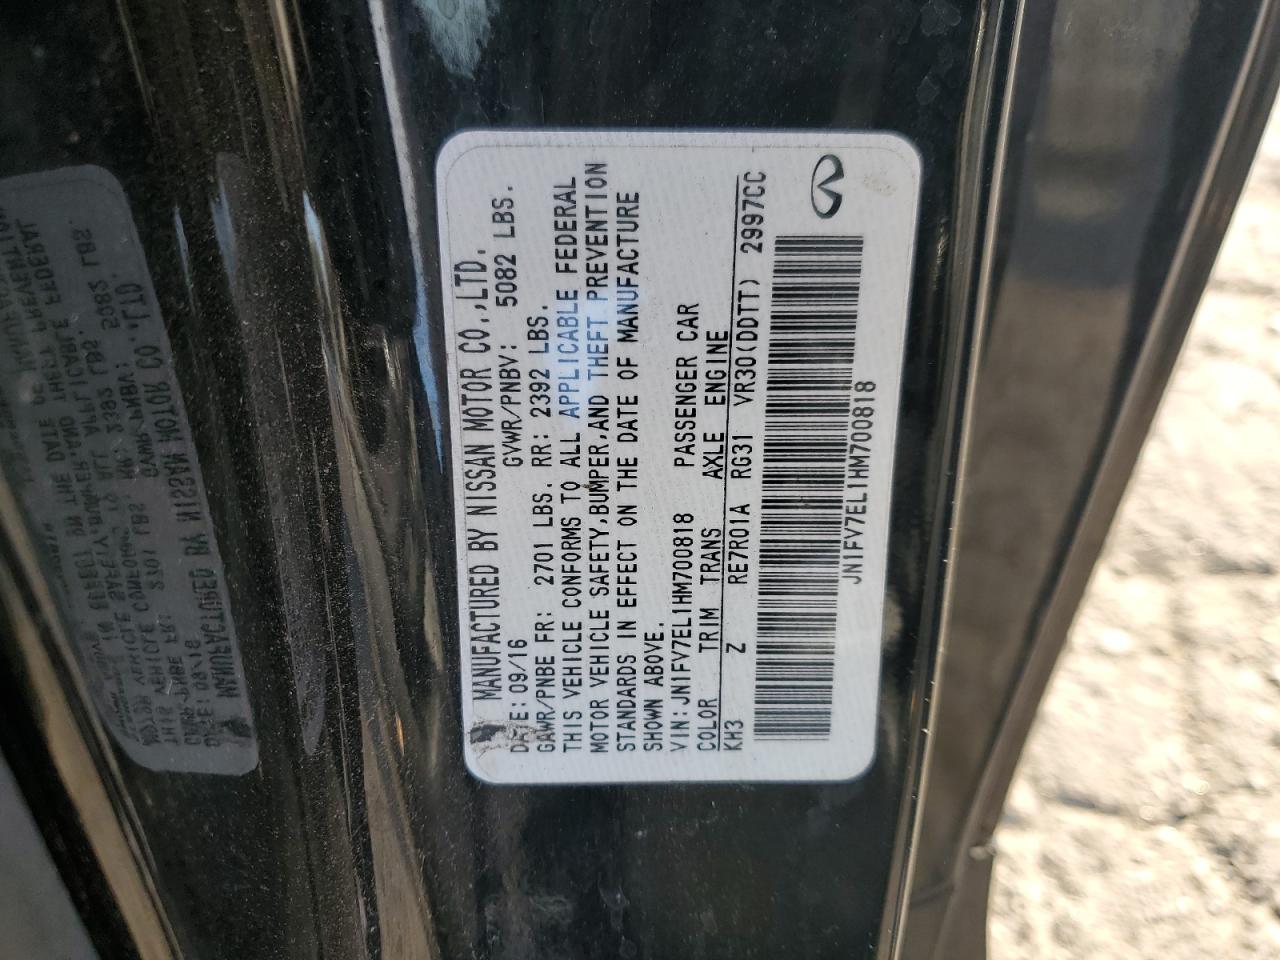 MANUFACTURED BY NISSAN MOTOR CO.,LTD.
DATE: 09/16 GVWR/PNBV: 5082 LBS.
GAWR/PNBE FR: 2701 LBS. RR: 2392 LBS.
THIS VEHICLE CONFORMS TO ALL APPLICABLE FEDERAL
MOTOR VEHICLE SAFETY,BUMPER,AND THEFT PREVENTION
STANDARDS IN EFFECT ON THE DATE OF MANUFACTURE
SHOWN ABOVE.
VIN:JN1FV7EL1HM700818 PASSENGER CAR
COLOR TRIM TRANS AXLE ENGINE
KH3 Z RE7R01A RG31 VR30(DDTT) 2997CC
JN1FV7EL1HM700818